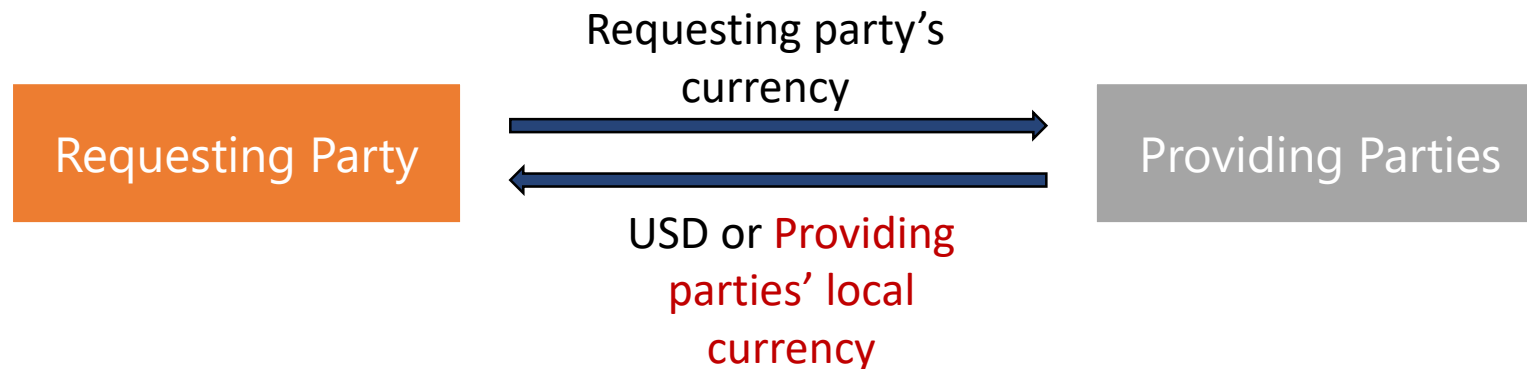 Requesting party’s
currency
Requesting Party
Providing Parties
USD or Providing
parties’ local
currency